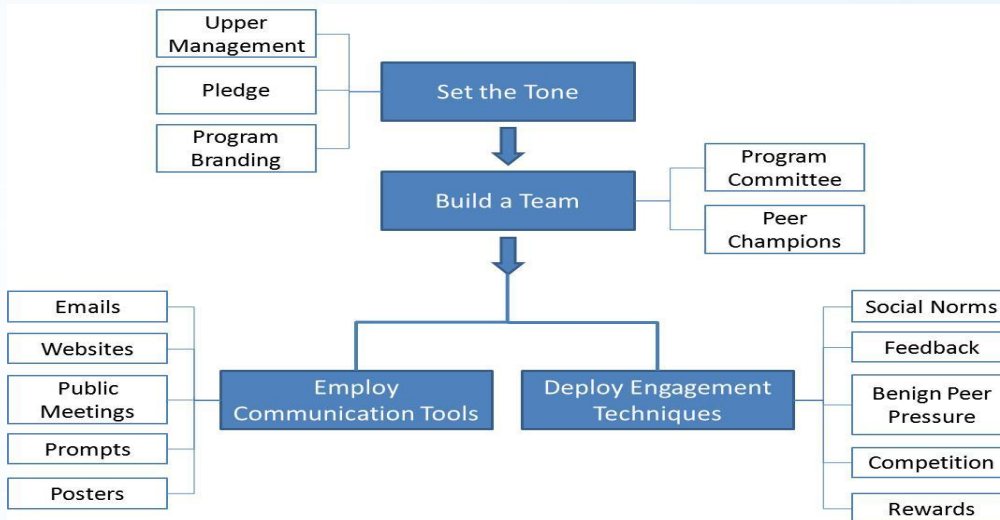 Upper
Management
Pledge
Program
Branding
Set the Tone
Build a Team
Program
Committee
Peer
Champions
Emails
Websites
Public
Meetings
Prompts
Posters
Employ
Communication Tools
Deploy Engagement
Techniques
Social Norms
Feedback
Benign Peer
Pressure
Competition
Rewards